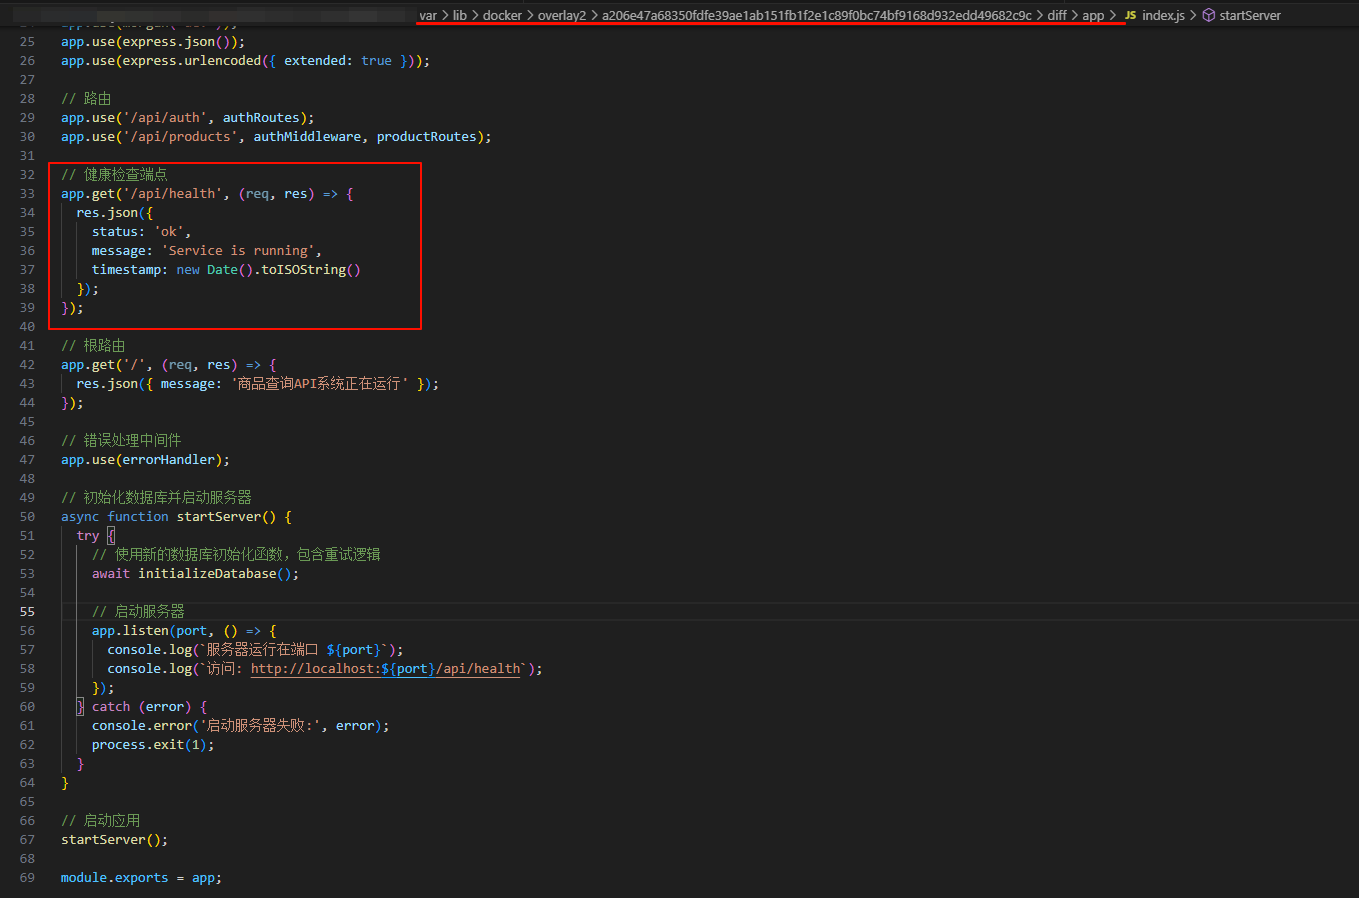 var > lib > docker > overlay2 > a206e47a68350fdfe39ae1ab151fb1f2e1c89f0bc74bf9168d932edd49682c9c > diff > app > JS index.js > startServer
25 app.use(express.json());
26 app.use(express.urlencoded({ extended: true }));
27
28 // 路由
29 app.use('/api/auth', authRoutes);
30 app.use('/api/products', authMiddleware, productRoutes);
31
32 // 健康检查端点
33 app.get('/api/health', (req, res) => {
34 res.json({
35 status: 'ok',
36 message: 'Service is running',
37 timestamp: new Date().toISOString()
38 });
39 });
40
41 // 根路由
42 app.get('/', (req, res) => {
43 res.json({ message: '商品查询API系统正在运行' });
44 });
45
46 // 错误处理中间件
47 app.use(errorHandler);
48
49 // 初始化数据库并启动服务器
50 async function startServer() {
51 try {
52 // 使用新的数据库初始化函数，包含重试逻辑
53 await initializeDatabase();
54
55 // 启动服务器
56 app.listen(port, () => {
57 console.log(`服务器运行在端口 ${port}`);
58 console.log(`访问: http://localhost:${port}/api/health`);
59 });
60 } catch (error) {
61 console.error('启动服务器失败:', error);
62 process.exit(1);
63 }
64 }
65
66 // 启动应用
67 startServer();
68
69 module.exports = app;